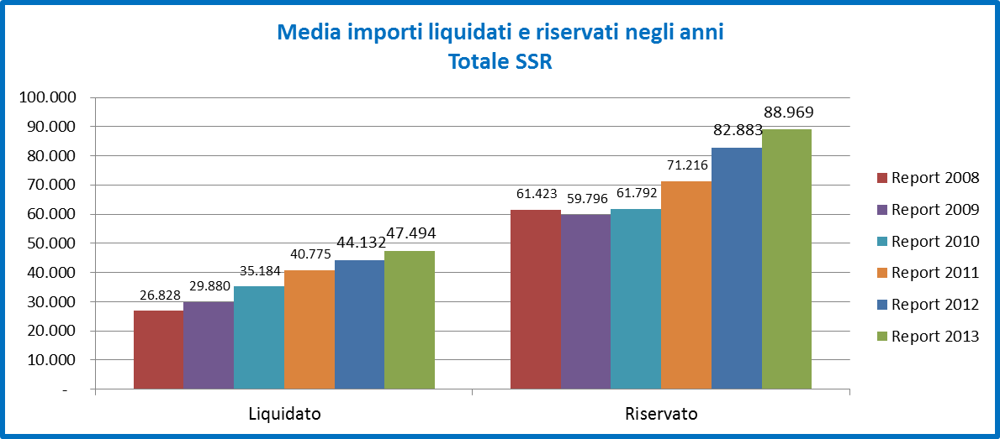 Media importi liquidati e riservati negli anni
Totale SSR
100.000
90.000
80.000
70.000
60.000
50.000
40.000
30.000
20.000
10.000
-
26.828
29.880
35.184
40.775
44.132
47.494
61.423
59.796
61.792
71.216
82.883
88.969
Liquidato
Riservato
Report 2008
Report 2009
Report 2010
Report 2011
Report 2012
Report 2013